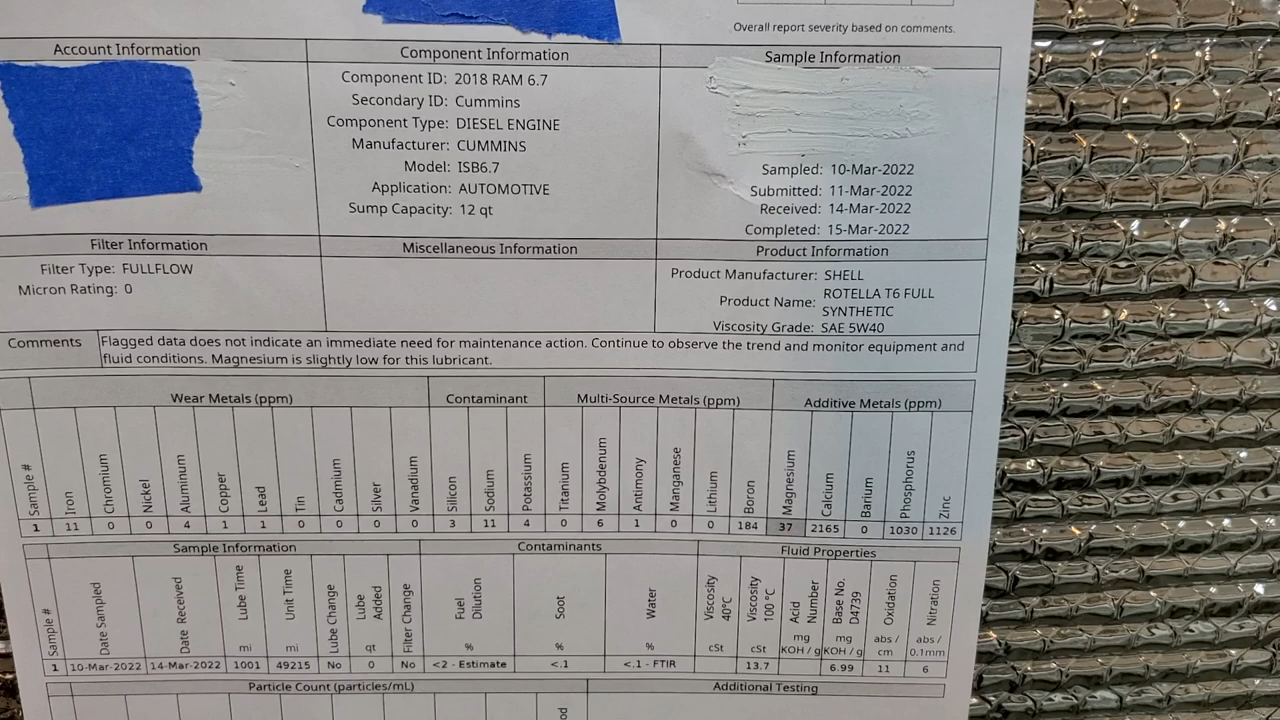 Overall report severity based on comments.
Account Information
Component Information
Sample Information
Component ID: 2018 RAM 6.7
Secondary ID: Cummins
Component Type: DIESEL ENGINE
Manufacturer: CUMMINS
Model: ISB6.7
Application: AUTOMOTIVE
Sump Capacity: 12 qt
Sampled: 10-Mar-2022
Submitted: 11-Mar-2022
Received: 14-Mar-2022
Completed: 15-Mar-2022
Filter Information
Miscellaneous Information
Product Information
Filter Type: FULLFLOW
Micron Rating: 0
Product Manufacturer: SHELL
Product Name: ROTELLA T6 FULL
SYNTHETIC
Viscosity Grade: SAE 5W40
Comments
Flagged data does not indicate an immediate need for maintenance action. Continue to observe the trend and monitor equipment and
fluid conditions. Magnesium is slightly low for this lubricant.
Wear Metals (ppm) Contaminant Multi-Source Metals (ppm) Additive Metals (ppm)
Sample # Iron Chromium Nickel Aluminum Copper Lead Tin Cadmium Silver Vanadium Silicon Sodium Potassium Titanium Molybdenum Antimony Manganese Lithium Boron Magnesium Calcium Barium Phosphorus Zinc
1 11 0 0 4 1 1 0 0 0 0 3 11 4 0 6 1 0 0 184 37 2165 0 1030 1126
Sample Information Contaminants Fluid Properties
Sample # Date Sampled Date Received Lube Time Unit Time Lube Change Lube Added Filter Change Fuel Dilution Soot Water Viscosity 40°C Viscosity 100 °C Acid Number Base No. D4739 Oxidation Nitration
mi mi qt % % % cSt cSt mg KOH / g mg KOH / g abs / cm abs / 0.1mm
1 10-Mar-2022 14-Mar-2022 1001 49215 No 0 No <2 - Estimate <.1 <.1 - FTIR 13.7 6.99 11 6
Particle Count (particles/mL) Additional Testing